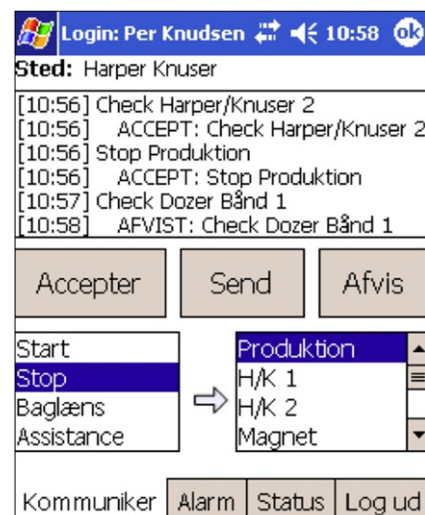 Login: Per Knudsen 10:58 ok
Sted: Harper Knuser
[10:56] Check Harper/Knuser 2
[10:56] ACCEPT: Check Harper/Knuser 2
[10:56] Stop Produktion
[10:56] ACCEPT: Stop Produktion
[10:57] Check Dozer Bånd 1
[10:58] AFVIST: Check Dozer Bånd 1
Accepter Send Afvis
Start Produktion
Stop H/K 1
Baglæns H/K 2
Assistance Magnet
Kommuniker Alarm Status Log ud